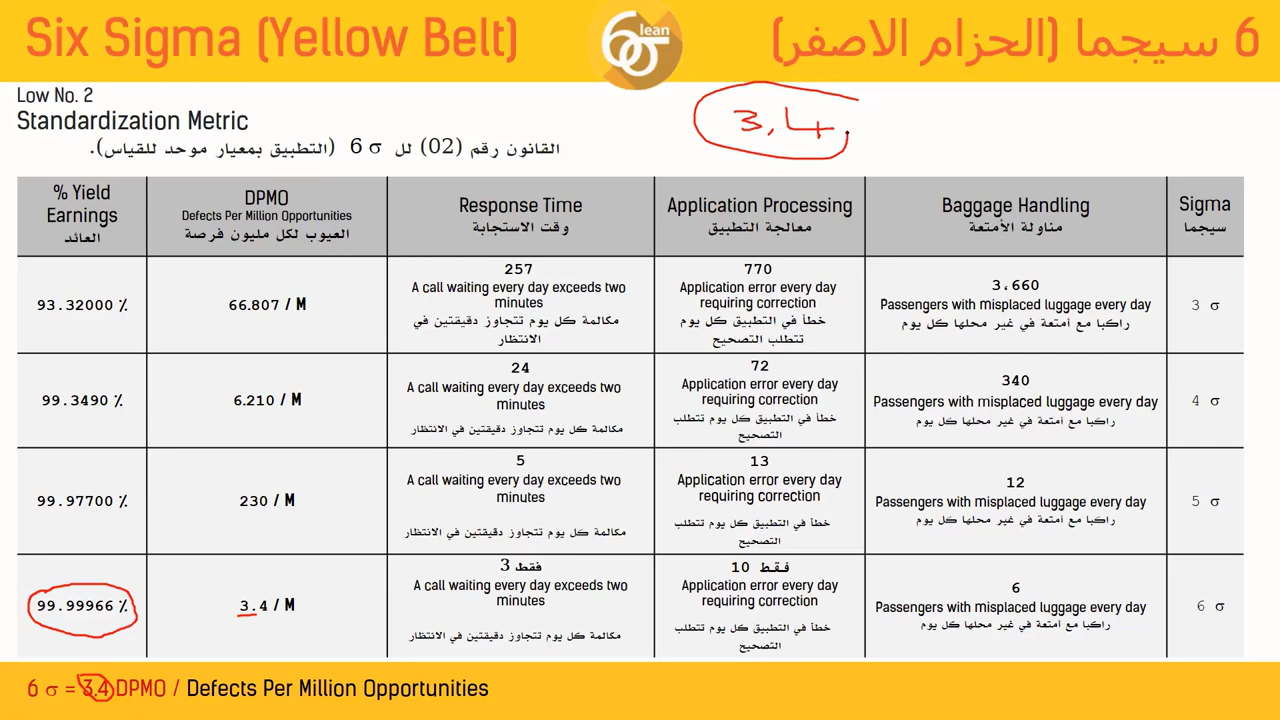 Six Sigma (Yellow Belt)
6σ lean
6 سيجما (الحزام الاصفر)
Low No. 2
Standardization Metric
القانون رقم (02) لل 6 σ (التطبيق بمعيار موحد للقياس).
3,4
% Yield
Earnings
العائد
DPMO
Defects Per Million Opportunities
العيوب لكل مليون فرصة
Response Time
وقت الاستجابة
Application Processing
معالجة التطبيق
Baggage Handling
مناولة الأمتعة
Sigma
سيجما
93.32000 ٪
66.807 / M
257
A call waiting every day exceeds two
minutes
مكالمة كل يوم تتجاوز دقيقتين في
الانتظار
770
Application error every day
requiring correction
خطأ في التطبيق كل يوم
تتطلب التصحيح
3،660
Passengers with misplaced luggage every day
راكبا مع أمتعة في غير محلها كل يوم
3 σ
99.3490 ٪
6.210 / M
24
A call waiting every day exceeds two
minutes
مكالمة كل يوم تتجاوز دقيقتين في الانتظار
72
Application error every day
requiring correction
خطأ في التطبيق كل يوم تتطلب
التصحيح
340
Passengers with misplaced luggage every day
راكبا مع أمتعة في غير محلها كل يوم
4 σ
99.97700 ٪
230 / M
5
A call waiting every day exceeds two
minutes
مكالمة كل يوم تتجاوز دقيقتين في الانتظار
13
Application error every day
requiring correction
خطأ في التطبيق كل يوم تتطلب
التصحيح
12
Passengers with misplaced luggage every day
راكبا مع أمتعة في غير محلها كل يوم
5 σ
99.99966 ٪
3.4 / M
فقط 3
A call waiting every day exceeds two
minutes
مكالمة كل يوم تتجاوز دقيقتين في الانتظار
فقط 10
Application error every day
requiring correction
خطأ في التطبيق كل يوم تتطلب
التصحيح
6
Passengers with misplaced luggage every day
راكبا مع أمتعة في غير محلها كل يوم
6 σ
6 σ = 3.4 DPMO / Defects Per Million Opportunities